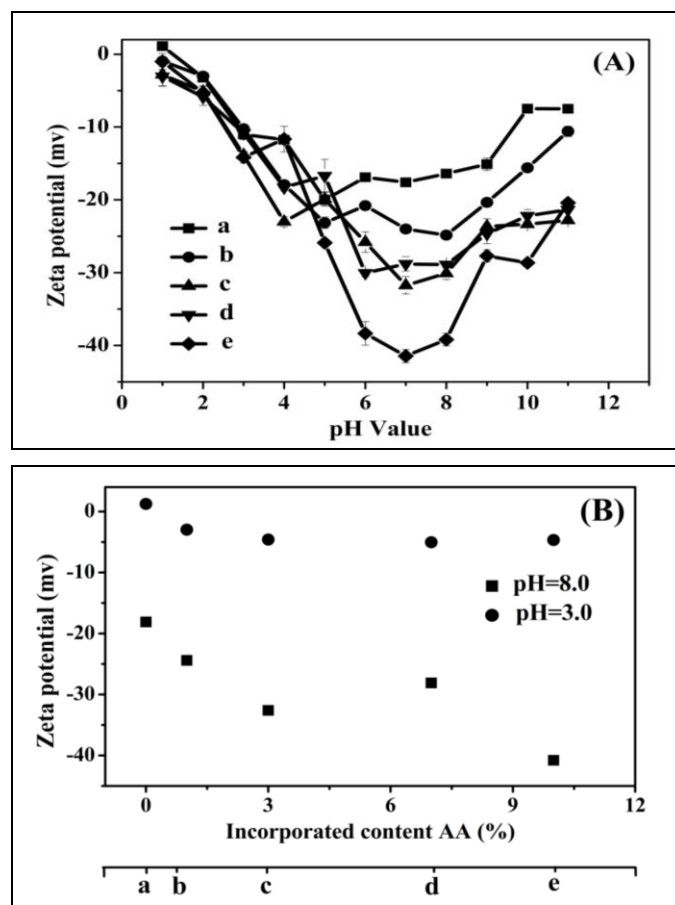 (A)
Zeta potential (mv)
0
-10
-20
-30
-40
a
b
c
d
e
0 2 4 6 8 10 12
pH Value
(B)
Zeta potential (mv)
0
-10
-20
-30
-40
pH=8.0
pH=3.0
0 3 6 9 12
Incorporated content AA (%)
a b c d e